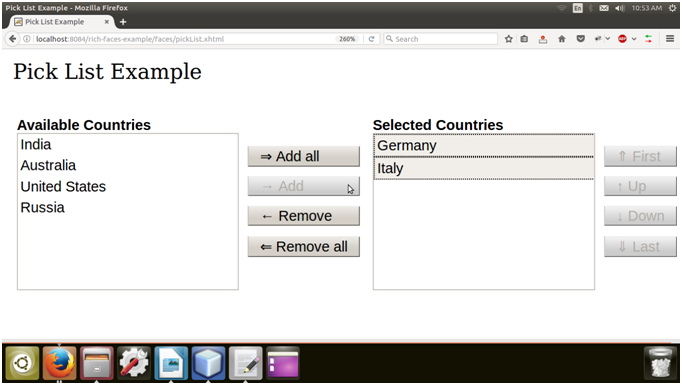 Pick List Example - Mozilla Firefox
En
10:53 AM
Pick List Example
localhost:8084/rich-faces-example/faces/pickList.xhtml
260%
Search
ABP
Pick List Example
Available Countries
India
Australia
United States
Russia
⇒ Add all
→ Add
← Remove
⇐ Remove all
Selected Countries
Germany
Italy
⇑ First
↑ Up
↓ Down
⇓ Last